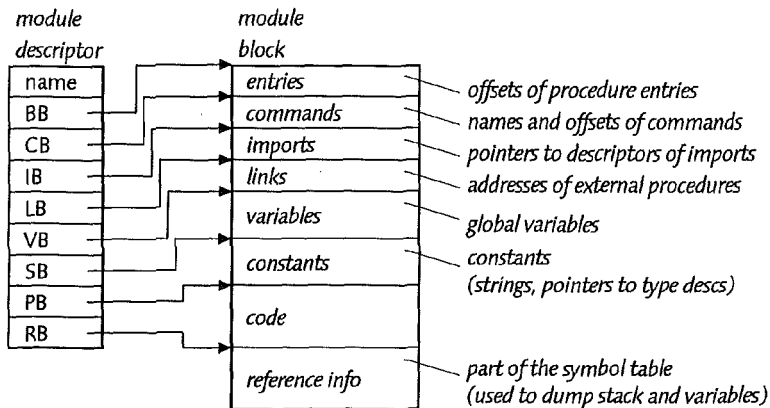 module
descriptor
name
BB
CB
IB
LB
VB
SB
PB
RB
module
block
entries
commands
imports
links
variables
constants
code
reference info
offsets of procedure entries
names and offsets of commands
pointers to descriptors of imports
addresses of external procedures
global variables
constants
(strings, pointers to type descs)
part of the symbol table
(used to dump stack and variables)